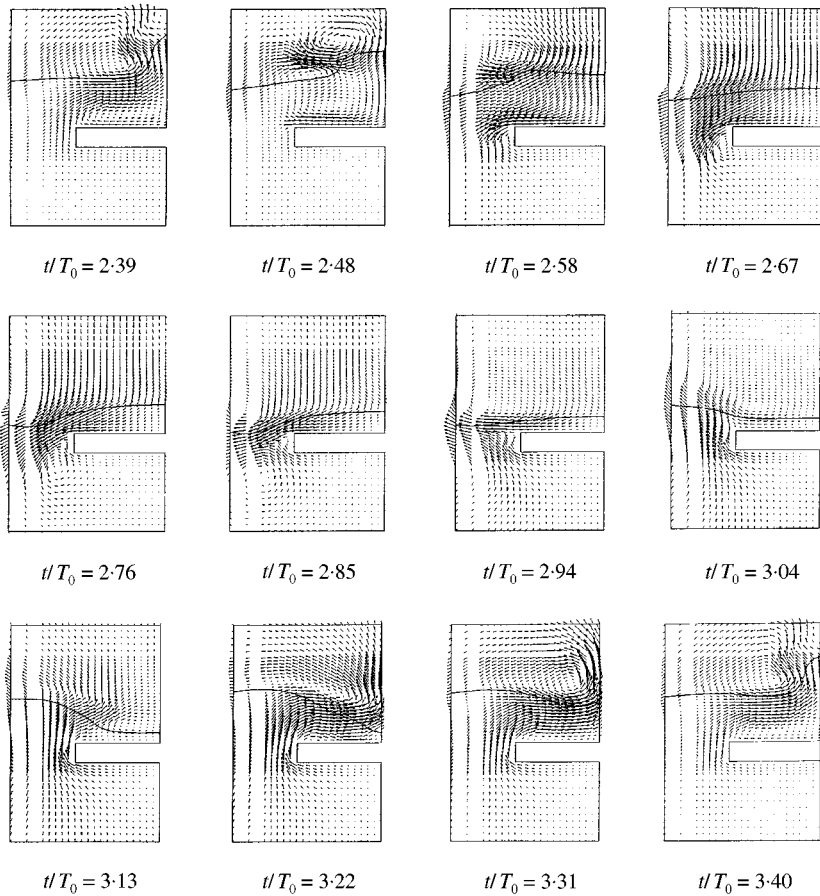 t/T₀ = 2·39
t/T₀ = 2·48
t/T₀ = 2·58
t/T₀ = 2·67
t/T₀ = 2·76
t/T₀ = 2·85
t/T₀ = 2·94
t/T₀ = 3·04
t/T₀ = 3·13
t/T₀ = 3·22
t/T₀ = 3·31
t/T₀ = 3·40